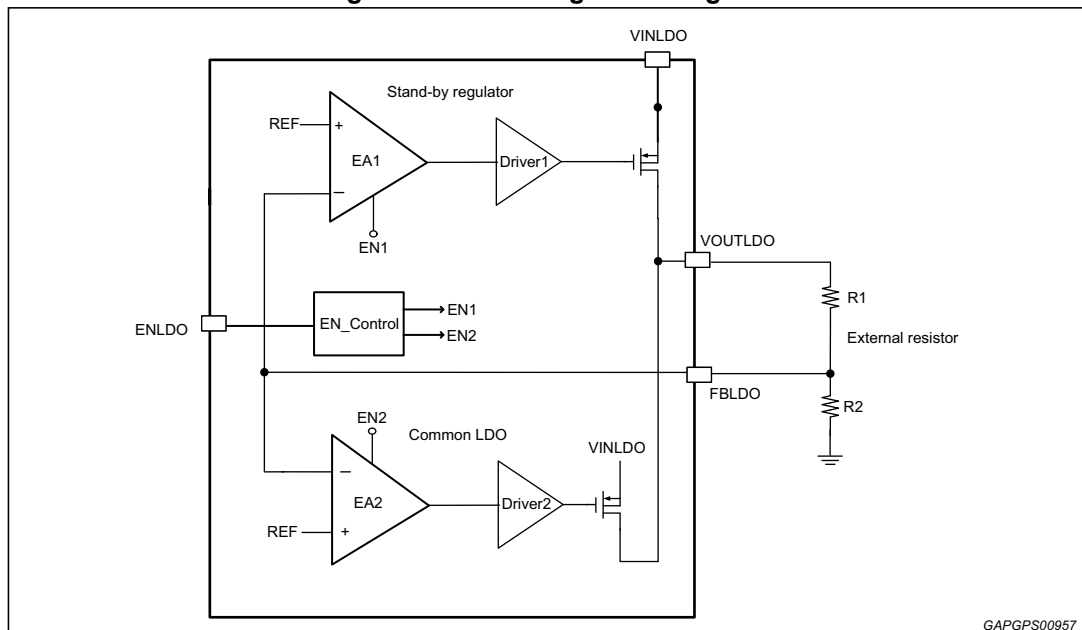 VINLDO
Stand-by regulator
REF
+
EA1
−
Driver1
EN1
VOUTLDO
R1
ENLDO
EN_Control
EN1
EN2
External resistor
FBLDO
R2
EN2
Common LDO
VINLDO
−
EA2
Driver2
REF
+
GAPGPS00957